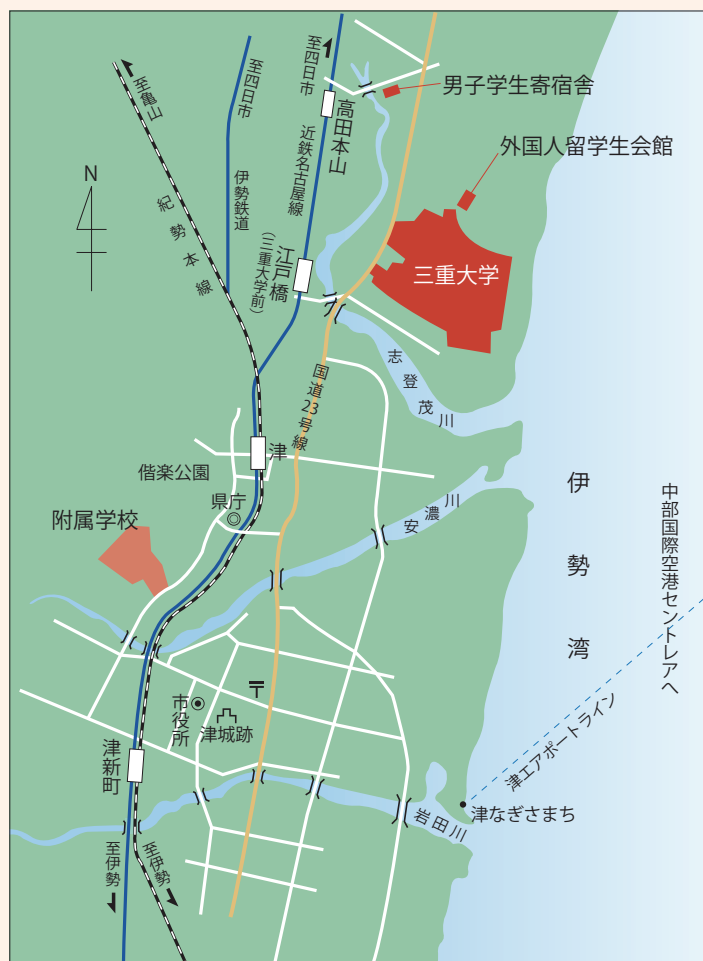 至亀山
至四日市
至四日市
高田本山
男子学生寄宿舎
外国人留学生会館
N
紀勢本線
伊勢鉄道
近鉄名古屋線
江戸橋
(三重大学前)
三重大学
志登茂川
国道23号線
津
偕楽公園
県庁
附属学校
安濃川
伊勢湾
中部国際空港セントレアへ
津エアポートライン
〒
市役所
津城跡
津新町
津なぎさまち
岩田川
至伊勢
至伊勢